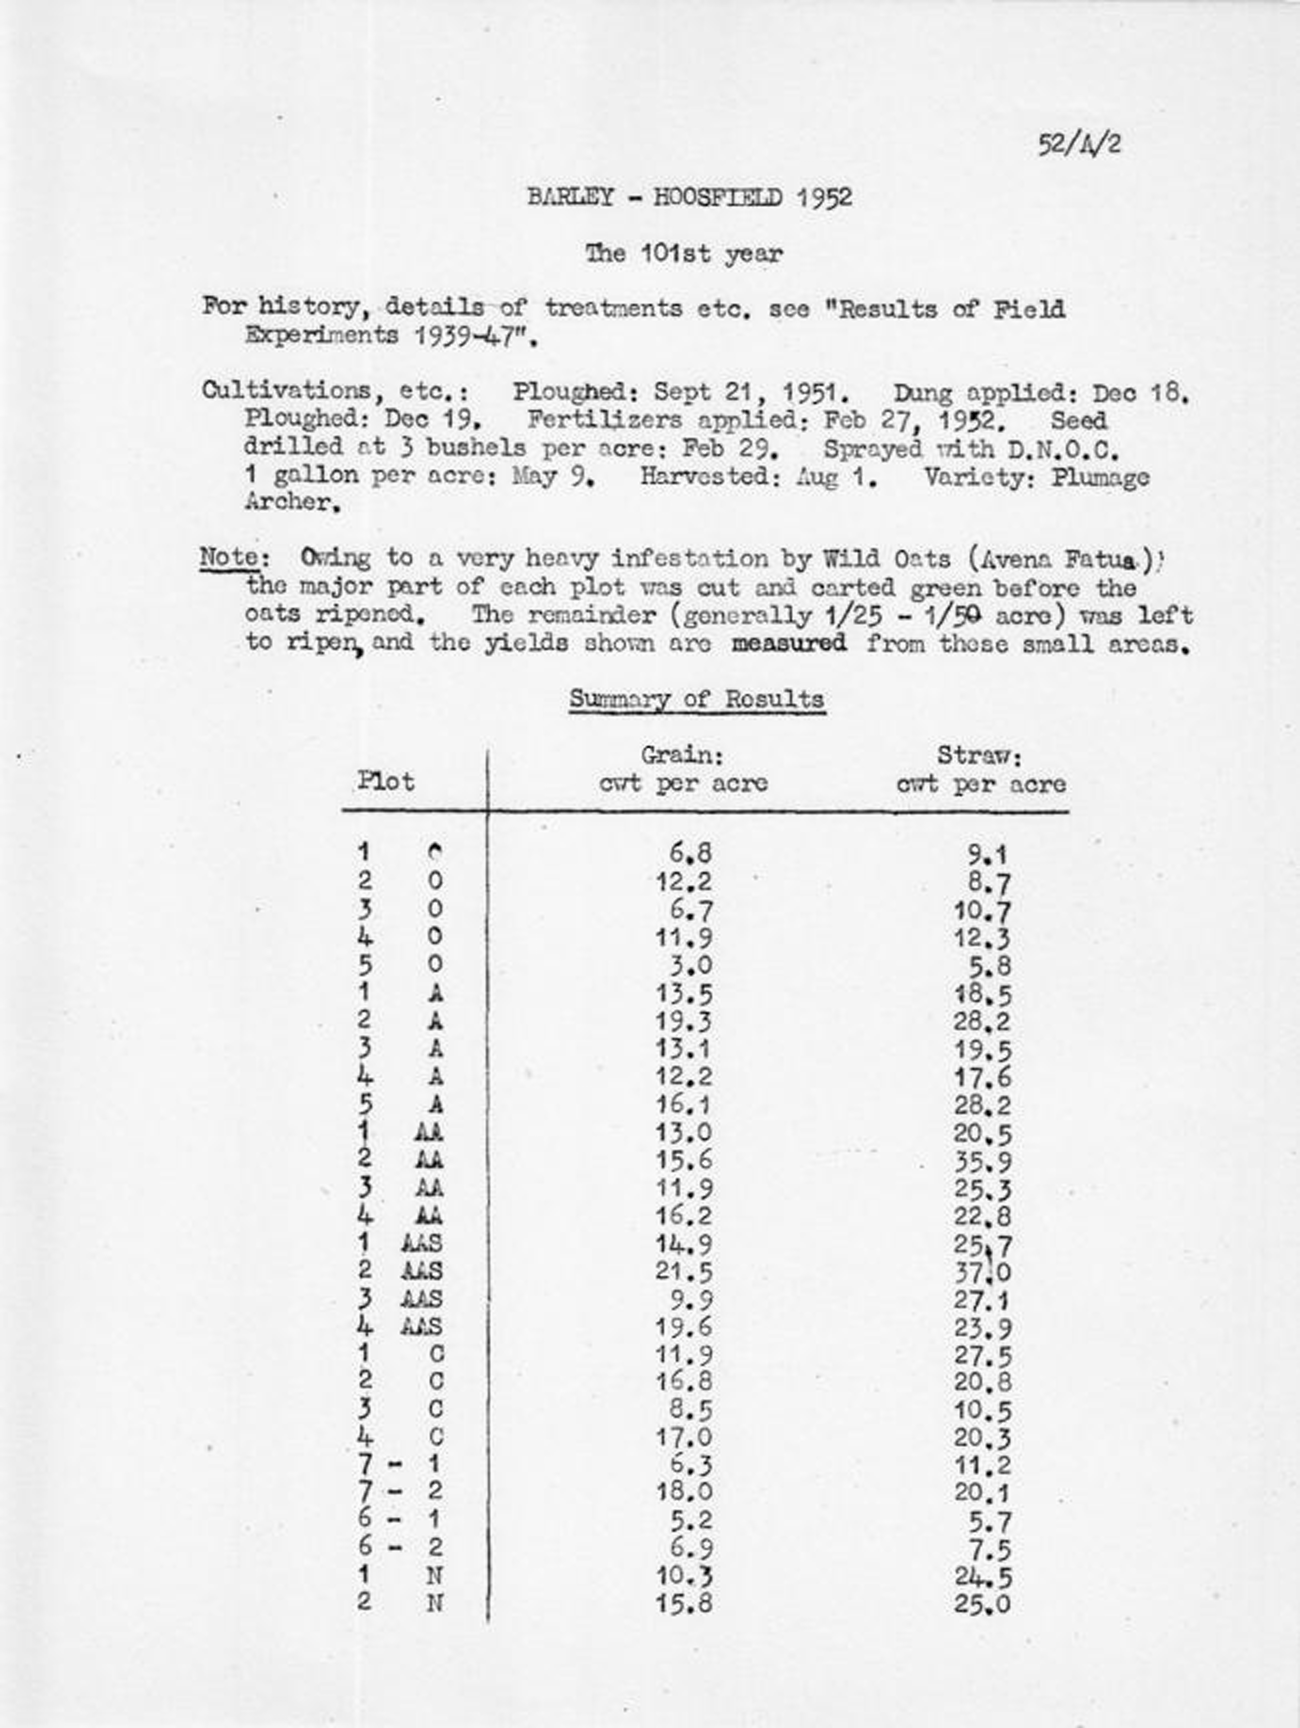 52/A/2
BARLEY - HOOSFIELD 1952
The 101st year
For history, details of treatments etc. see "Results of Field
Experiments 1939-47".
Cultivations, etc.: Ploughed: Sept 21, 1951. Dung applied: Dec 18.
Ploughed: Dec 19. Fertilizers applied: Feb 27, 1952. Seed
drilled at 3 bushels per acre: Feb 29. Sprayed with D.N.O.C.
1 gallon per acre: May 9. Harvested: Aug 1. Variety: Plumage
Archer.
Note: Owing to a very heavy infestation by Wild Oats (Avena Fatua)
the major part of each plot was cut and carted green before the
oats ripened. The remainder (generally 1/25 - 1/50 acre) was left
to ripen, and the yields shown are measured from these small areas.
Summary of Results
Grain: Straw:
Plot cwt per acre cwt per acre
1 O 6.8 9.1
2 O 12.2 8.7
3 O 6.7 10.7
4 O 11.9 12.3
5 O 3.0 5.8
1 A 13.5 18.5
2 A 19.3 28.2
3 A 13.1 19.5
4 A 12.2 17.6
5 A 16.1 28.2
1 AA 13.0 20.5
2 AA 15.6 35.9
3 AA 11.9 25.3
4 AA 16.2 22.8
1 AAS 14.9 25.7
2 AAS 21.5 37.0
3 AAS 9.9 27.1
4 AAS 19.6 23.9
1 C 11.9 27.5
2 C 16.8 20.8
3 C 8.5 10.5
4 C 17.0 20.3
7 - 1 6.3 11.2
7 - 2 18.0 20.1
6 - 1 5.2 5.7
6 - 2 6.9 7.5
1 N 10.3 24.5
2 N 15.8 25.0